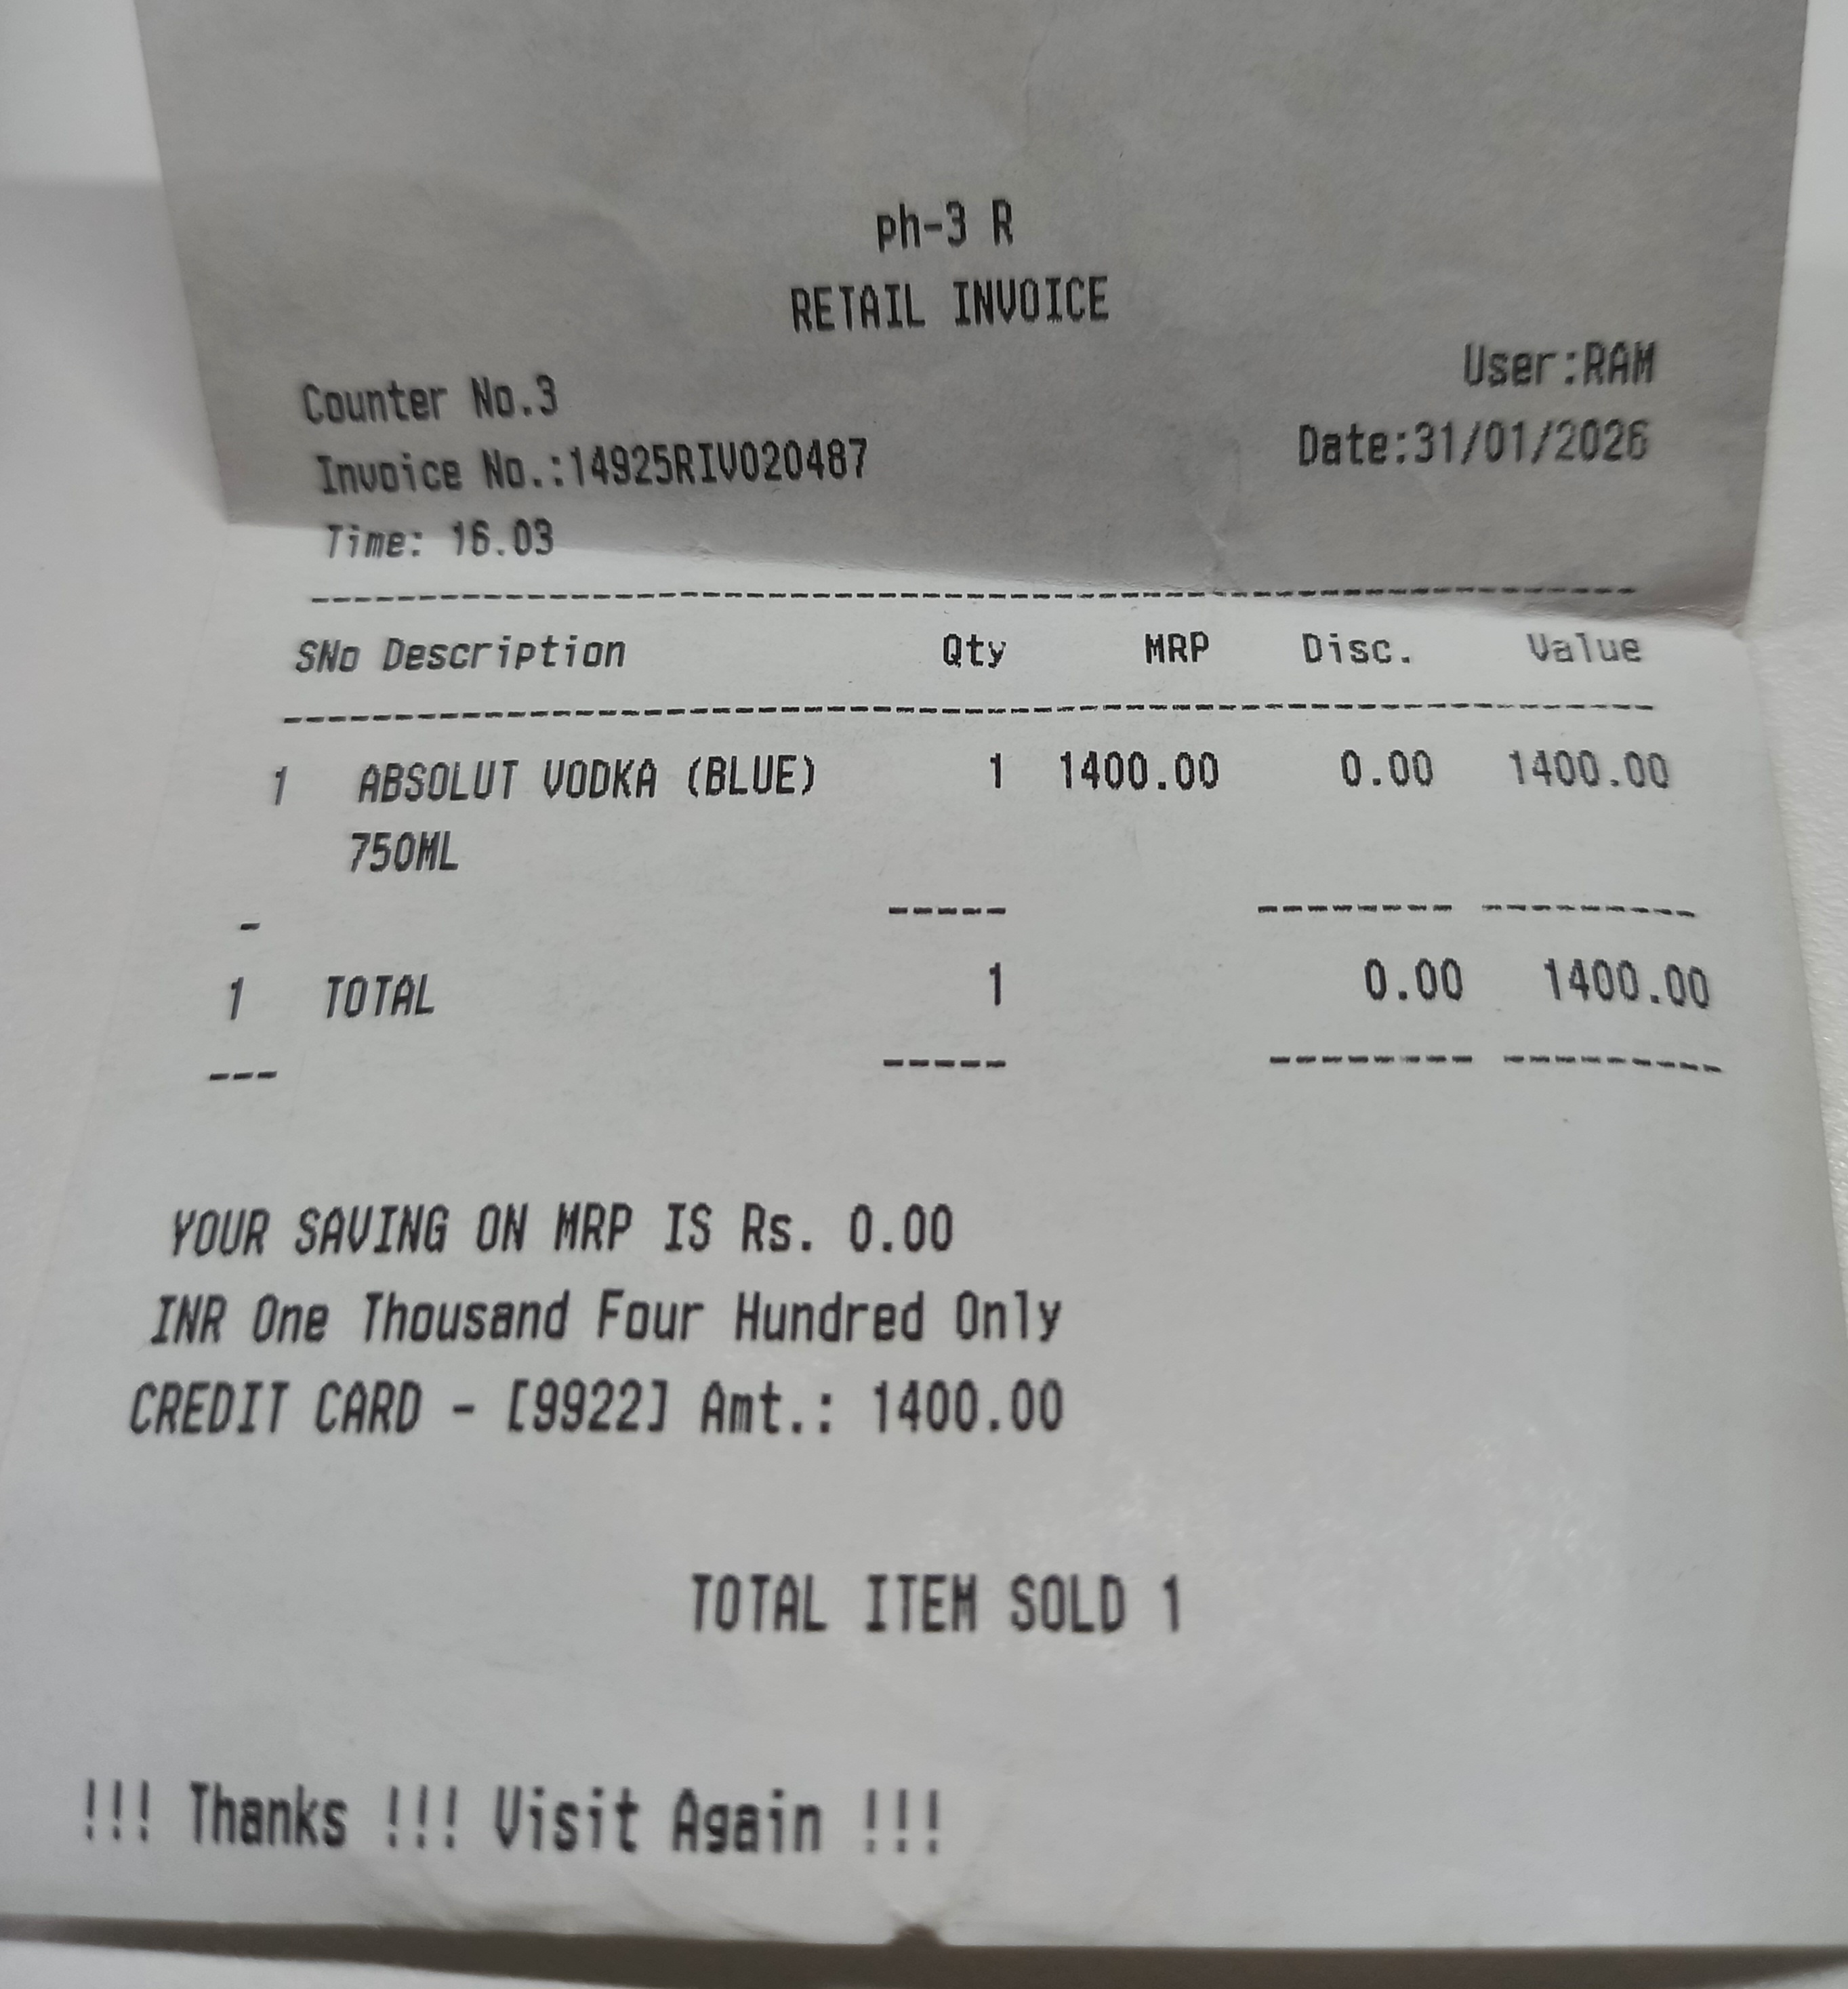 ph-3 R
RETAIL INVOICE
Counter No.3 User:RAM
Invoice No.:14925RIV020487 Date:31/01/2026
Time: 16.03
SNo Description Qty MRP Disc. Value
1 ABSOLUT VODKA (BLUE) 1 1400.00 0.00 1400.00
750ML
1 TOTAL 1 0.00 1400.00
YOUR SAVING ON MRP IS Rs. 0.00
INR One Thousand Four Hundred Only
CREDIT CARD - [9922] Amt.: 1400.00
TOTAL ITEM SOLD 1
!!! Thanks !!! Visit Again !!!